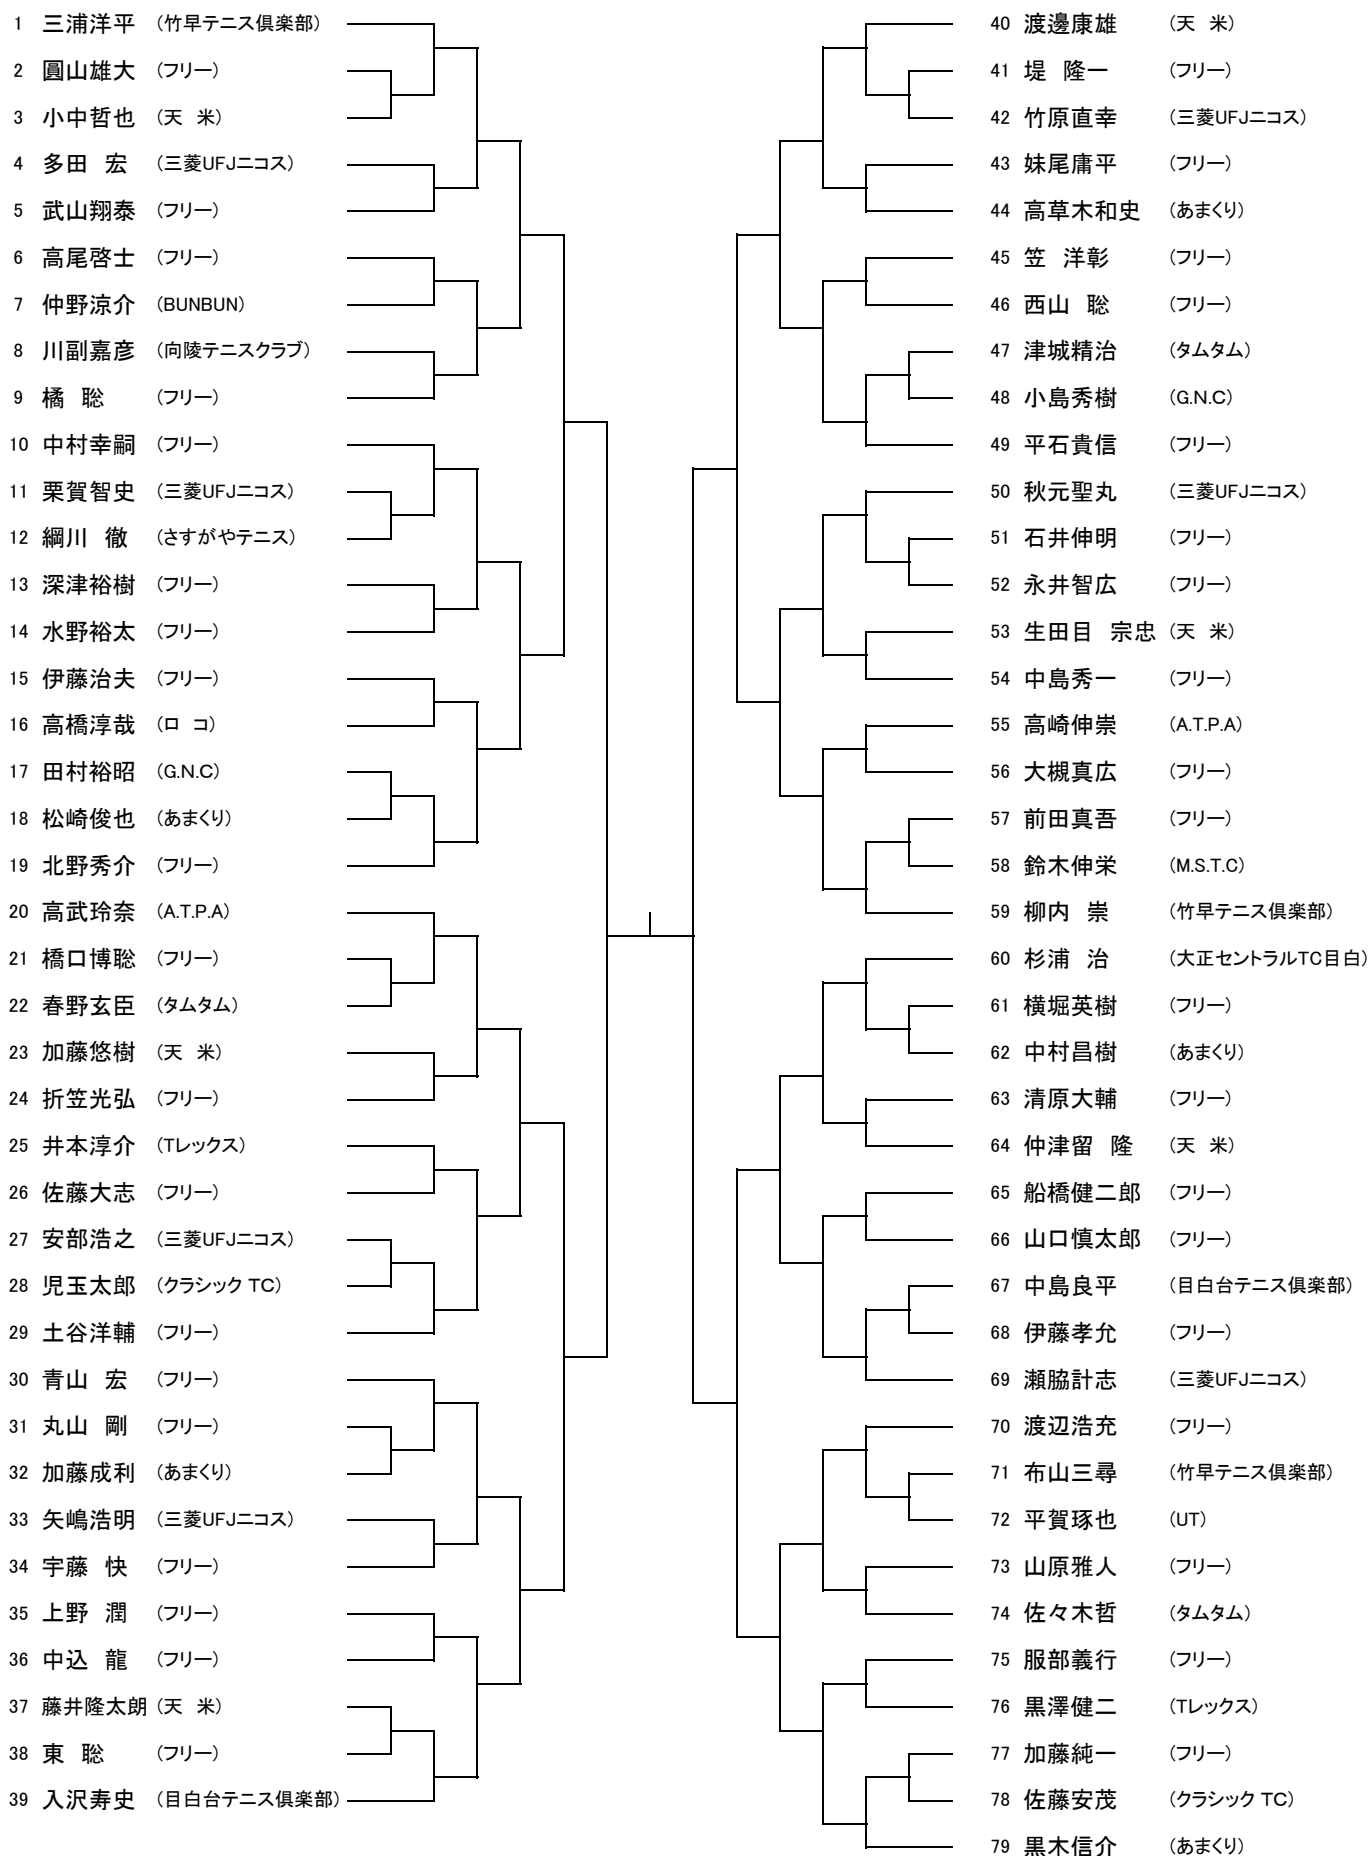 1 三浦洋平 (竹早テニス倶楽部)
2 圓山雄大 (フリー)
3 小中哲也 (天　米)
4 多田　宏 (三菱UFJニコス)
5 武山翔泰 (フリー)
6 高尾啓士 (フリー)
7 仲野涼介 (BUNBUN)
8 川副嘉彦 (向陵テニスクラブ)
9 橘　聡 (フリー)
10 中村幸嗣 (フリー)
11 栗賀智史 (三菱UFJニコス)
12 綱川　徹 (さすがやテニス)
13 深津裕樹 (フリー)
14 水野裕太 (フリー)
15 伊藤治夫 (フリー)
16 高橋淳哉 (ロ　コ)
17 田村裕昭 (G.N.C)
18 松崎俊也 (あまくり)
19 北野秀介 (フリー)
20 高武玲奈 (A.T.P.A)
21 橋口博聡 (フリー)
22 春野玄臣 (タムタム)
23 加藤悠樹 (天　米)
24 折笠光弘 (フリー)
25 井本淳介 (Tレックス)
26 佐藤大志 (フリー)
27 安部浩之 (三菱UFJニコス)
28 児玉太郎 (クラシック TC)
29 土谷洋輔 (フリー)
30 青山　宏 (フリー)
31 丸山　剛 (フリー)
32 加藤成利 (あまくり)
33 矢嶋浩明 (三菱UFJニコス)
34 宇藤　快 (フリー)
35 上野　潤 (フリー)
36 中込　龍 (フリー)
37 藤井隆太朗 (天　米)
38 東　聡 (フリー)
39 入沢寿史 (目白台テニス倶楽部)
40 渡邊康雄 (天　米)
41 堤　隆一 (フリー)
42 竹原直幸 (三菱UFJニコス)
43 妹尾庸平 (フリー)
44 高草木和史 (あまくり)
45 笠　洋彰 (フリー)
46 西山　聡 (フリー)
47 津城精治 (タムタム)
48 小島秀樹 (G.N.C)
49 平石貴信 (フリー)
50 秋元聖丸 (三菱UFJニコス)
51 石井伸明 (フリー)
52 永井智広 (フリー)
53 生田目　宗忠 (天　米)
54 中島秀一 (フリー)
55 高崎伸崇 (A.T.P.A)
56 大槻真広 (フリー)
57 前田真吾 (フリー)
58 鈴木伸栄 (M.S.T.C)
59 柳内　崇 (竹早テニス倶楽部)
60 杉浦　治 (大正セントラルTC目白)
61 横堀英樹 (フリー)
62 中村昌樹 (あまくり)
63 清原大輔 (フリー)
64 仲津留　隆 (天　米)
65 船橋健二郎 (フリー)
66 山口慎太郎 (フリー)
67 中島良平 (目白台テニス倶楽部)
68 伊藤孝允 (フリー)
69 瀬脇計志 (三菱UFJニコス)
70 渡辺浩充 (フリー)
71 布山三尋 (竹早テニス倶楽部)
72 平賀琢也 (UT)
73 山原雅人 (フリー)
74 佐々木哲 (タムタム)
75 服部義行 (フリー)
76 黒澤健二 (Tレックス)
77 加藤純一 (フリー)
78 佐藤安茂 (クラシック TC)
79 黒木信介 (あまくり)